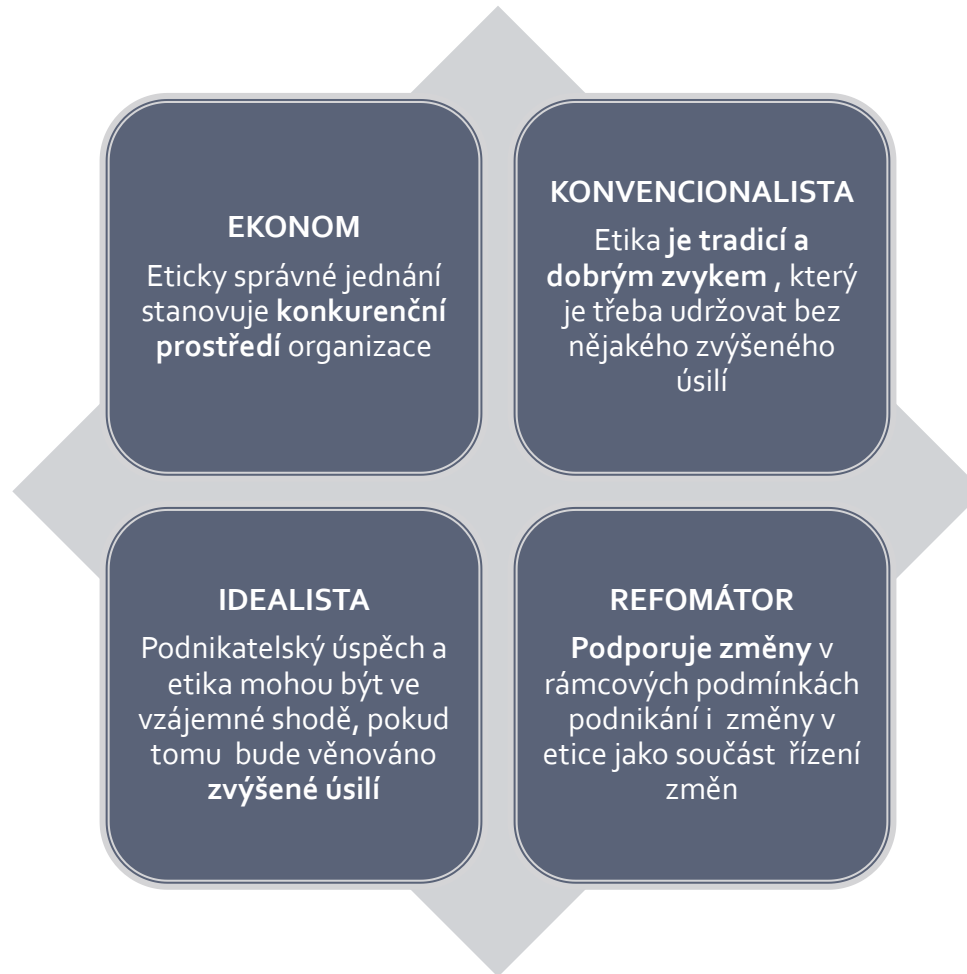 EKONOM
Eticky správné jednání
stanovuje konkurenční
prostředí organizace
KONVENCIONALISTA
Etika je tradicí a
dobrým zvykem , který
je třeba udržovat bez
nějakého zvýšeného
úsilí
IDEALISTA
Podnikatelský úspěch a
etika mohou být ve
vzájemné shodě, pokud
tomu  bude věnováno
zvýšené úsilí
REFOMÁTOR
Podporuje změny v
rámcových podmínkách
podnikání i  změny v
etice jako součást  řízení
změn